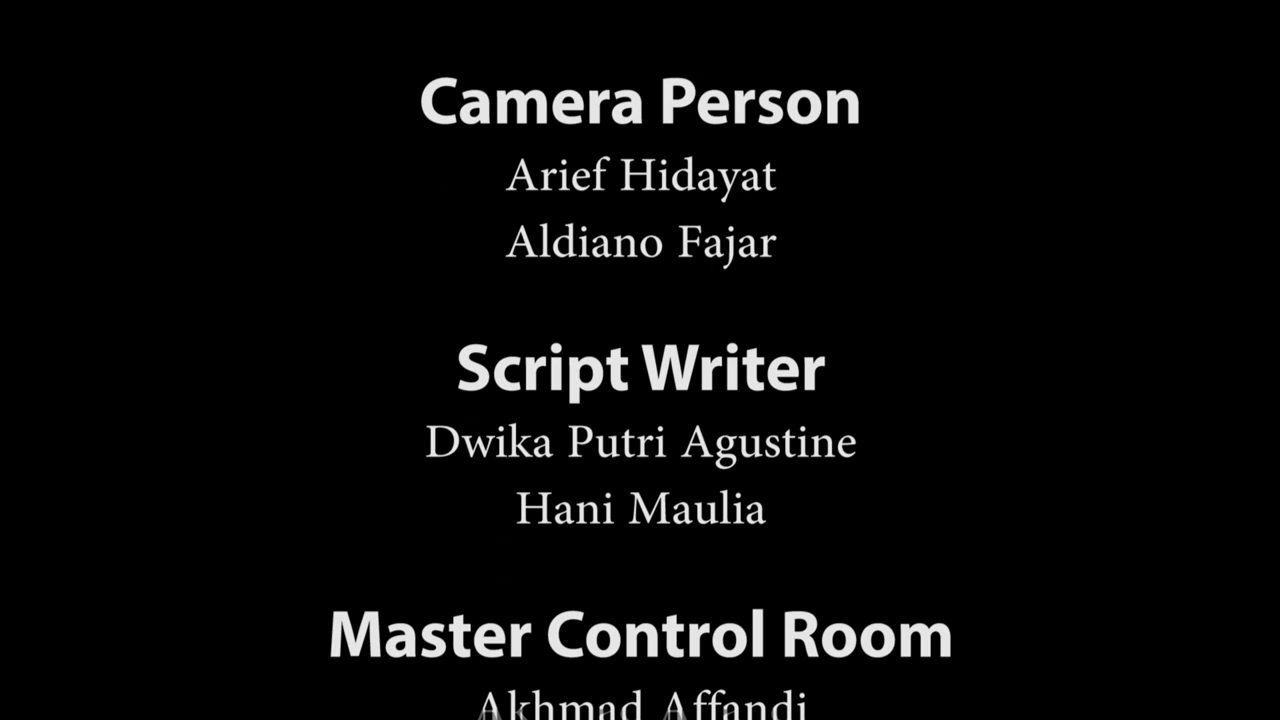 Camera Person
Arief Hidayat
Aldiano Fajar
Script Writer
Dwika Putri Agustine
Hani Maulia
Master Control Room
Akhmad Affandi